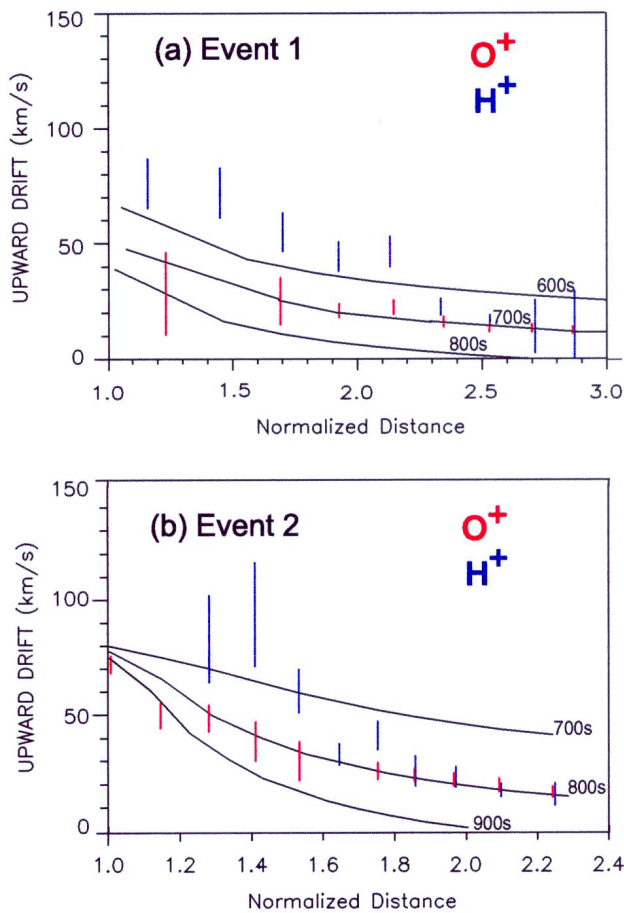 150
(a) Event 1
O+
H+
100
50
0
UPWARD DRIFT (km/s)
600s
700s
800s
1.0 1.5 2.0 2.5 3.0
Normalized Distance
150
(b) Event 2
O+
H+
100
50
0
UPWARD DRIFT (km/s)
700s
800s
900s
1.0 1.2 1.4 1.6 1.8 2.0 2.2 2.4
Normalized Distance